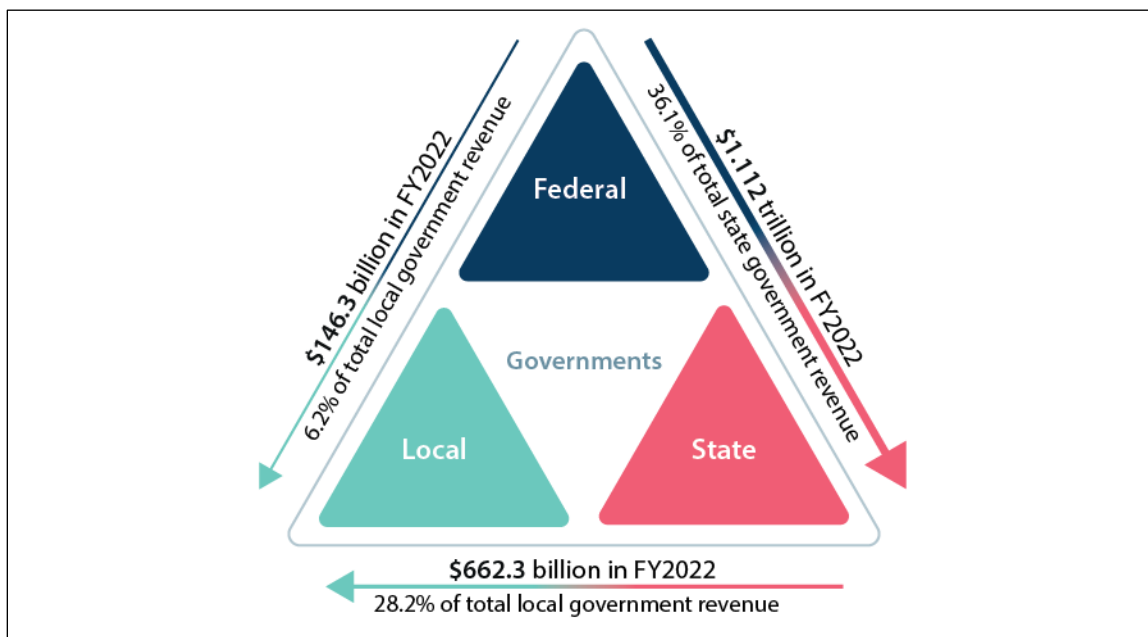 $146.3 billion in FY2022
6.2% of total local government revenue
$1.112 trillion in FY2022
36.1% of total state government revenue
Federal
Governments
Local
State
$662.3 billion in FY2022
28.2% of total local government revenue